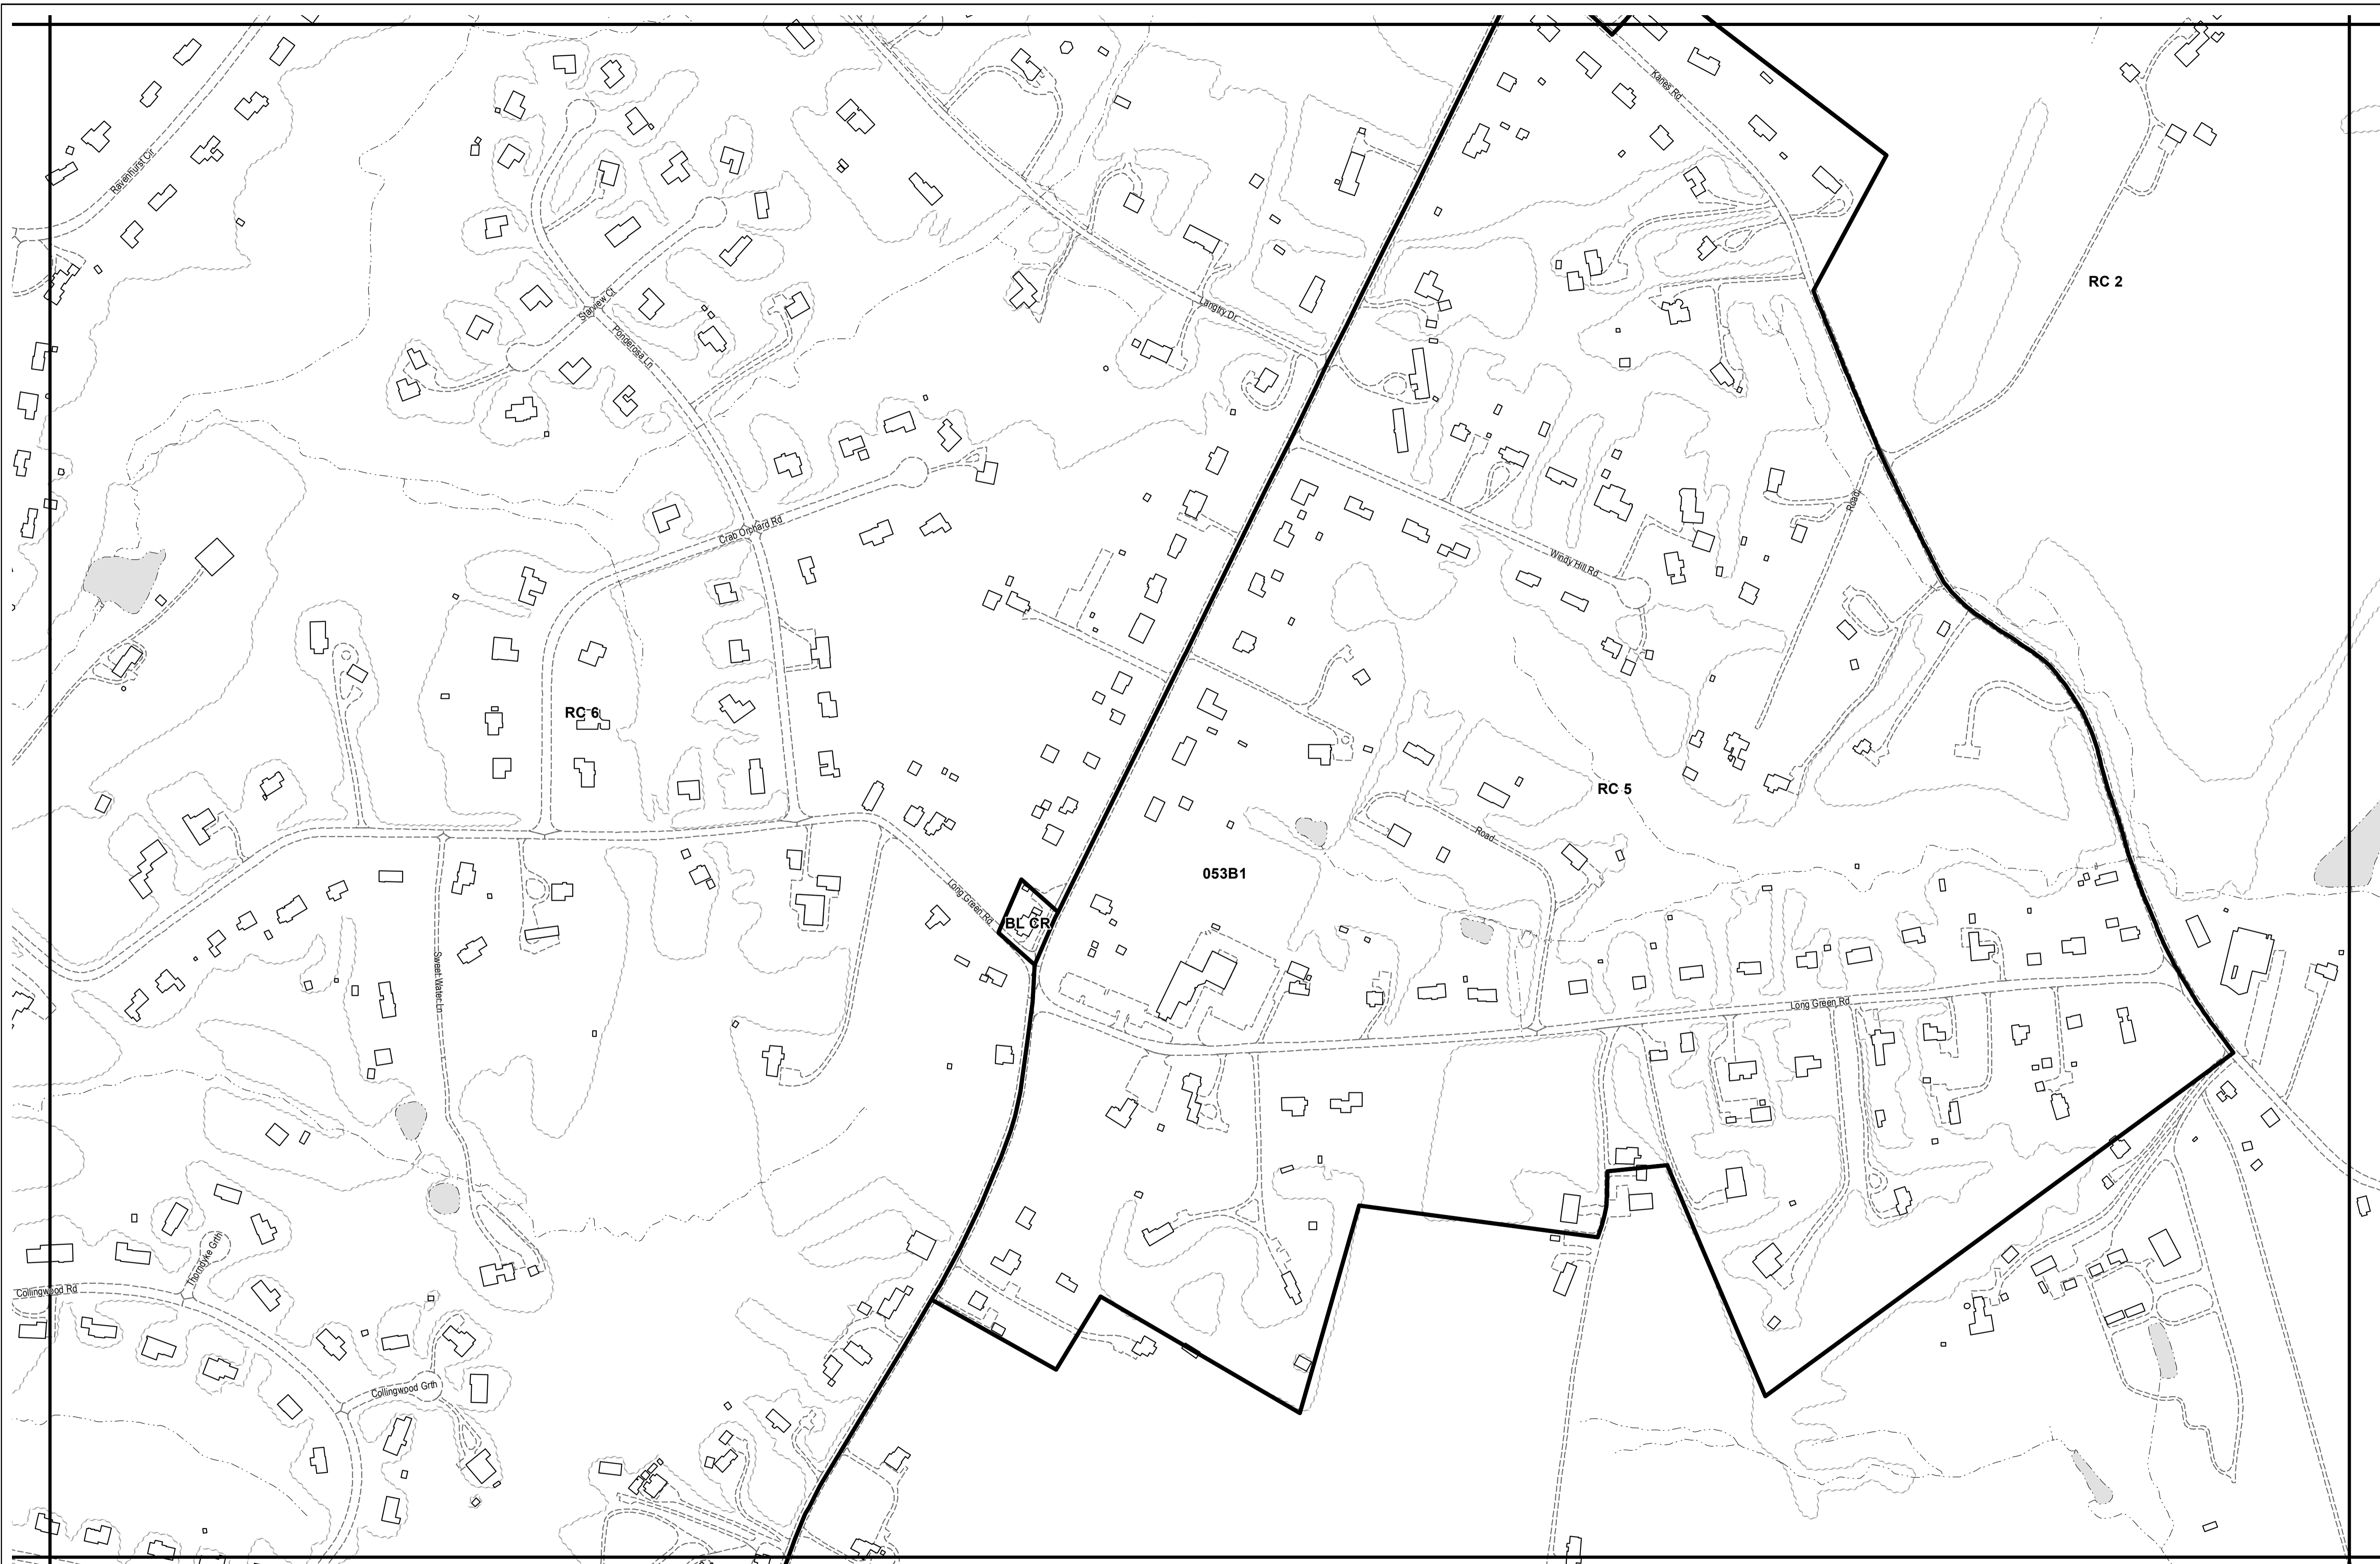 Kanes Rd
Ravenhurst Cir
RC 2
Starview Ct
Langtry Dr
Ponderosa Ln
Road
Crab Orchard Rd
Windy Hill Rd
RC 6
RC 5
Road
053B1
Long Green Rd
BL CR
Sweet Water Ln
Long Green Rd
Thorndyke Grth
Collingwood Rd
Collingwood Grth